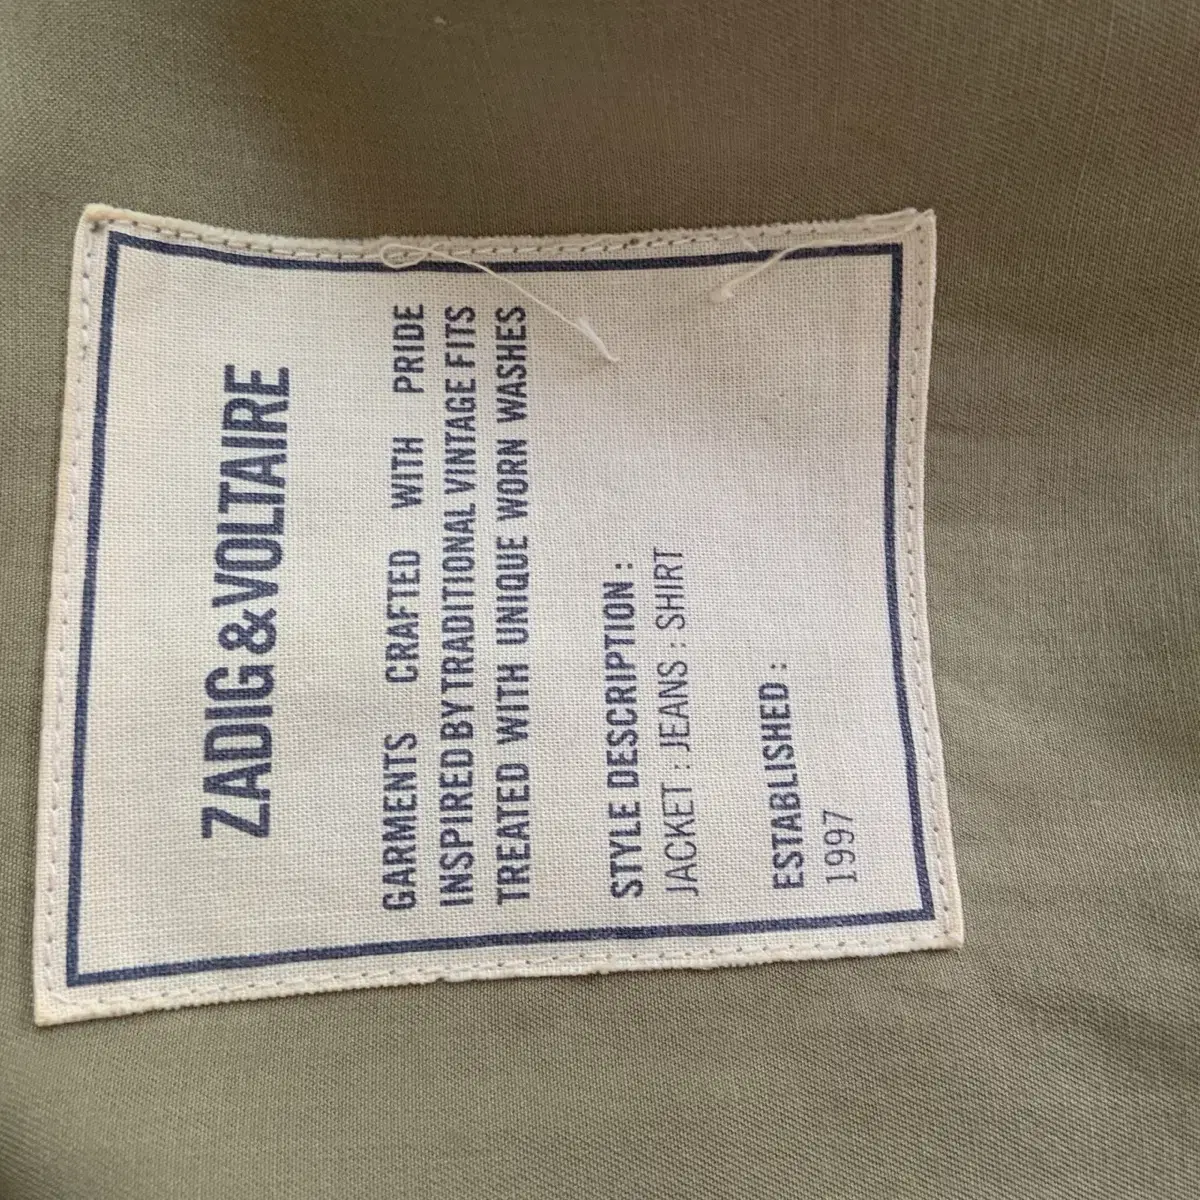 ZADIG&VOLTAIRE
GARMENTS CRAFTED WITH PRIDE
INSPIRED BY TRADITIONAL VINTAGE FITS
TREATED WITH UNIQUE WORN WASHES
STYLE DESCRIPTION :
JACKET : JEANS : SHIRT
ESTABLISHED :
1997